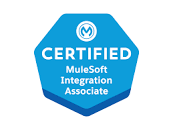 CERTIFIED
MuleSoft
Integration
Associate